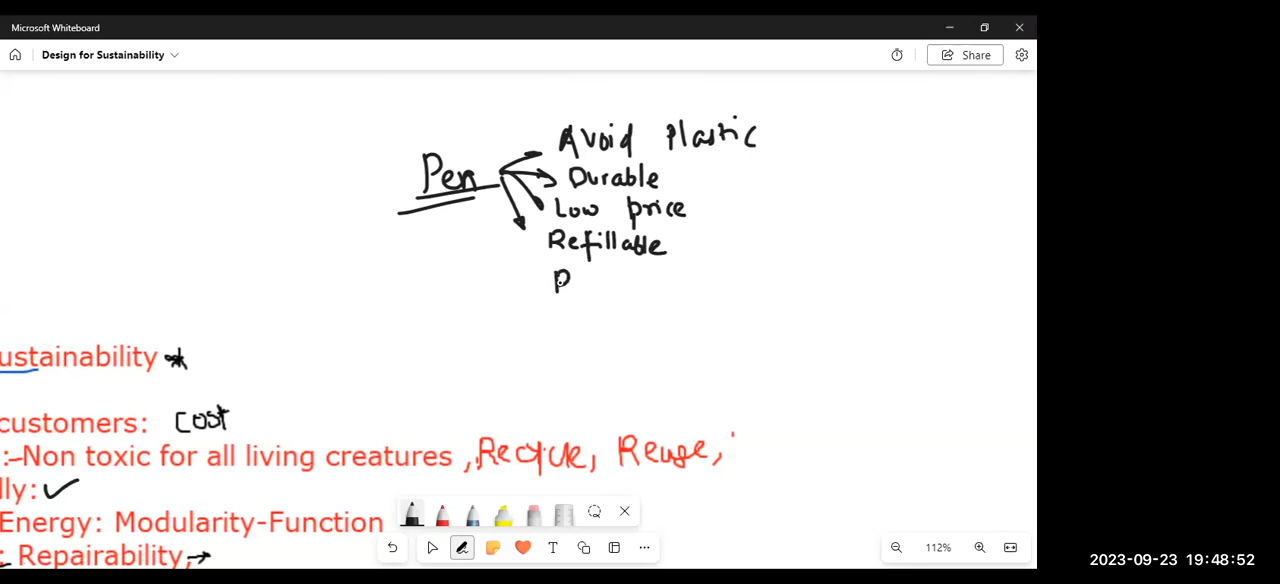 Microsoft Whiteboard
Design for Sustainability
Share
Avoid Plastic
Pen
Durable
Low price
Refillable
P
ustainability
customers: Cost
:-Non toxic for all living creatures, Recycle, Reuse,
lly:
Energy: Modularity-Function
: Repairability,
112%
2023-09-23 19:48:52